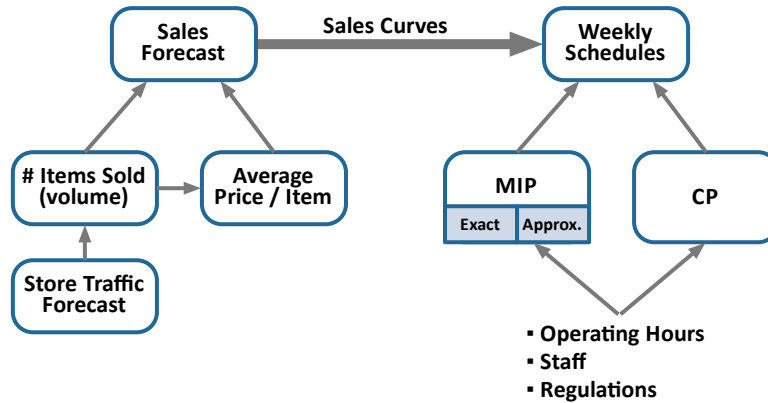 Sales
Forecast
Sales Curves
Weekly
Schedules
# Items Sold
(volume)
Average
Price / Item
MIP
Exact
Approx.
CP
Store Traffic
Forecast
▪ Operating Hours
▪ Staff
▪ Regulations